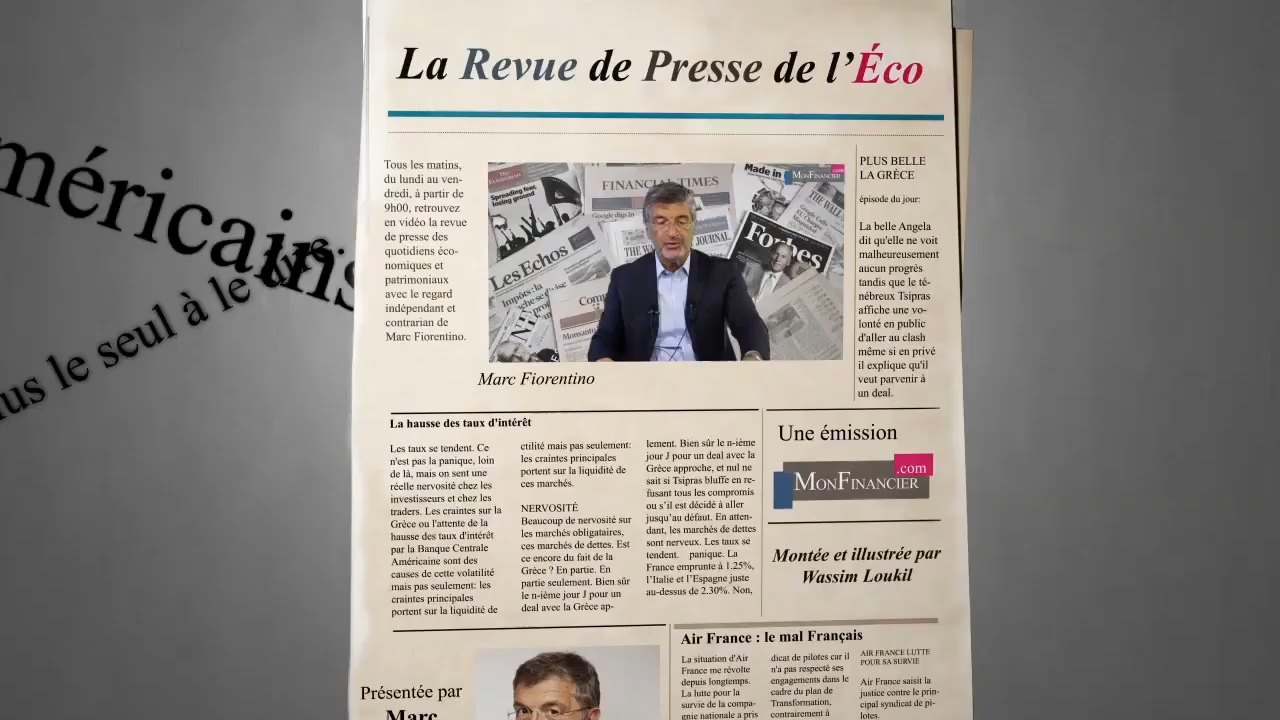 méricains
us le seul à le
La Revue de Presse de l’Éco
Tous les matins,
du lundi au ven-
dredi, à partir de
9h00, retrouvez
en vidéo la revue
de presse des
quotidiens éco-
nomiques et
patrimoniaux
avec le regard
indépendant et
contrarian de
Marc Fiorentino.
Spreading fear,
losing ground
FINANCIAL TIMES
Made in
MONFINANCIER
Les Echos
Impôts : la
Forbes
JOURNAL
Marc Fiorentino
PLUS BELLE
LA GRÈCE
épisode du jour:
La belle Angela
dit qu'elle ne voit
malheureusement
aucun progrès
tandis que le té-
nébreux Tsipras
affiche une vo-
lonté en public
d'aller au clash
même si en privé
il explique qu'il
veut parvenir à
un deal.
La hausse des taux d'intérêt
Les taux se tendent. Ce
n'est pas la panique, loin
de là, mais on sent une
réelle nervosité chez les
investisseurs et chez les
traders. Les craintes sur la
Grèce ou l'attente de la
hausse des taux d'intérêt
par la Banque Centrale
Américaine sont des
causes de cette volatilité
mais pas seulement: les
craintes principales
portent sur la liquidité de
ctilité mais pas seulement:
les craintes principales
portent sur la liquidité de
ces marchés.
NERVOSITÉ
Beaucoup de nervosité sur
les marchés obligataires,
ces marchés de dettes. Est
ce encore du fait de la
Grèce ? En partie. En
partie seulement. Bien sûr
le n-ième jour J pour un
deal avec la Grèce ap-
lement. Bien sûr le n-ième
jour J pour un deal avec la
Grèce approche, et nul ne
sait si Tsipras bluffe en re-
fusant tous les compromis
ou s’il est décidé à aller
jusqu’au défaut. En atten-
dant, les marchés de dettes
sont nerveux. Les taux se
tendent. panique. La
France emprunte à 1.25%,
l’Italie et l’Espagne juste
au-dessus de 2.30%. Non,
Une émission
MONFINANCIER .com
Montée et illustrée par
Wassim Loukil
Présentée par
Marc
Air France : le mal Français
La situation d'Air
France me révolte
depuis longtemps.
La lutte pour la
survie de la compa-
gnie nationale a pris
dicat de pilotes car il
n'a pas respecté ses
engagements dans le
cadre du plan de
Transformation,
contrairement à
AIR FRANCE LUTTE
POUR SA SURVIE
Air France saisit la
justice contre le prin-
cipal syndicat de pi-
lotes.